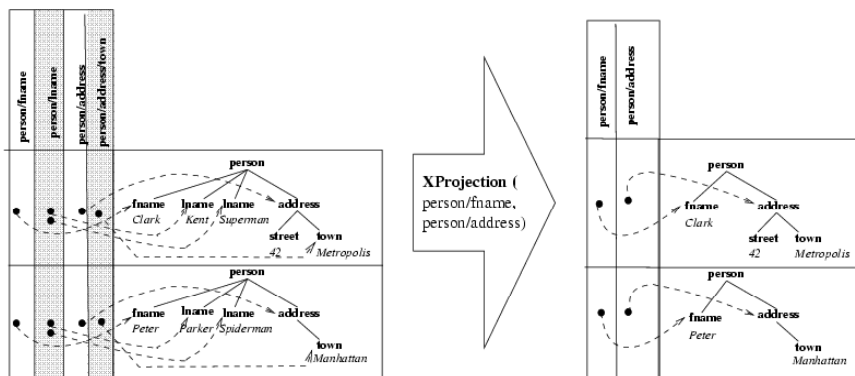 person/fname
person/lname
person/address
person/address/town
person
fname lname lname address
Clark Kent Superman
street town
42 Metropolis
person
fname lname lname address
Peter Parker Spiderman
town
Manhattan
XProjection (
person/fname,
person/address)
person/fname
person/address
person
fname address
Clark
street town
42 Metropolis
person
fname address
Peter
town
Manhattan